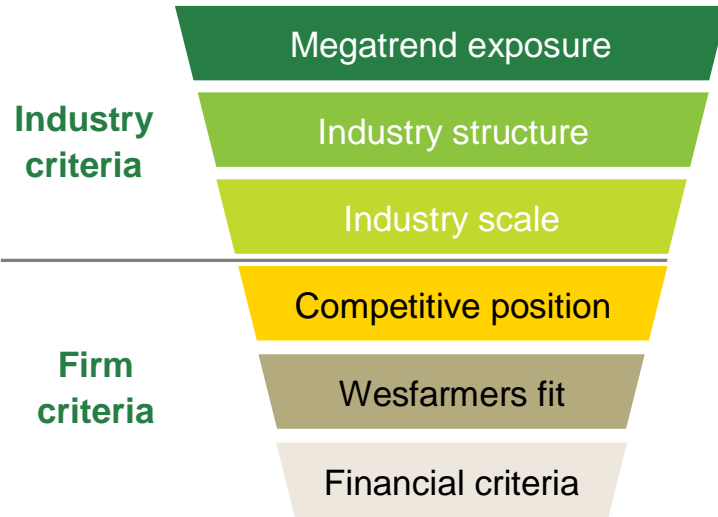 Megatrend exposure
Industry
criteria
Industry structure
Industry scale
Competitive position
Firm
criteria
Wesfarmers fit
Financial criteria